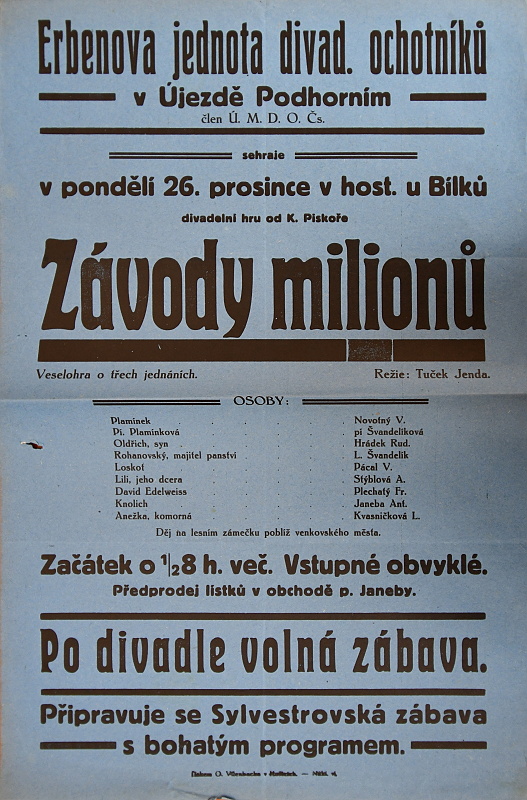 Erbenova jednota divad. ochotníků
v Újezdě Podhorním
člen Ú. M. D. O. Čs.
sehraje
v pondělí 26. prosince v host. u Bílků
divadelní hru od K. Piskoře
Závody milionů
Veselohra o třech jednáních. Režie: Tuček Jenda.
OSOBY:
Plamínek . . . . . . Novotný V.
Pí. Plamínková . . . . . . pí Švandelíková
Oldřich, syn . . . . . . Hrádek Rud.
Rohanovský, majitel panství . . . . L. Švandelík
Loskot . . . . . . Pácal V.
Lili, jeho dcera . . . . . . Stýblová A.
David Edelweiss . . . . . . Plechatý Fr.
Knolich . . . . . . Janeba Ant.
Anežka, komorná . . . . . . Kvasničková L.
Děj na lesním zámečku poblíž venkovského města.
Začátek o 1/28 h. več. Vstupné obvyklé.
Předprodej lístků v obchodě p. Janeby.
Po divadle volná zábava.
Připravuje se Sylvestrovská zábava
s bohatým programem.
Tiskem O. v